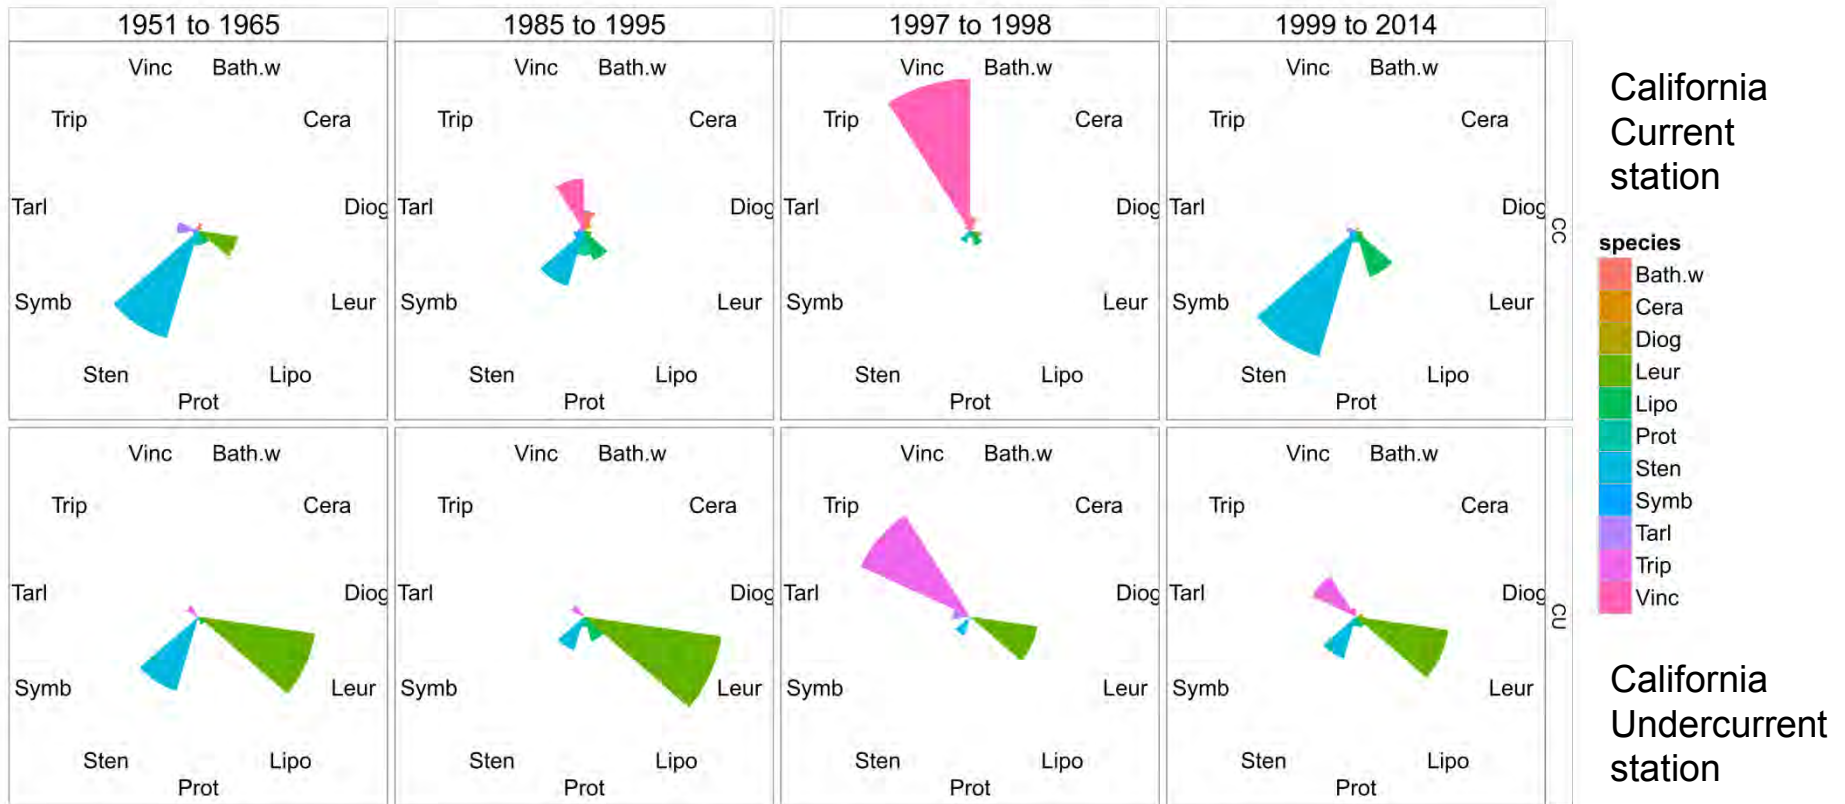 1951 to 1965
1985 to 1995
1997 to 1998
1999 to 2014
Vinc Bath.w
Trip Cera
Tarl Diog
Symb Leur
Sten Lipo
Prot
Vinc Bath.w
Trip Cera
Tarl Diog
Symb Leur
Sten Lipo
Prot
Vinc Bath.w
Trip Cera
Tarl Diog
Symb Leur
Sten Lipo
Prot
Vinc Bath.w
Trip Cera
Tarl Diog
Symb Leur
Sten Lipo
Prot
CC
Vinc Bath.w
Trip Cera
Tarl Diog
Symb Leur
Sten Lipo
Prot
Vinc Bath.w
Trip Cera
Tarl Diog
Symb Leur
Sten Lipo
Prot
Vinc Bath.w
Trip Cera
Tarl Diog
Symb Leur
Sten Lipo
Prot
Vinc Bath.w
Trip Cera
Tarl Diog
Symb Leur
Sten Lipo
Prot
CU
California
Current
station
species
Bath.w
Cera
Diog
Leur
Lipo
Prot
Sten
Symb
Tarl
Trip
Vinc
California
Undercurrent
station